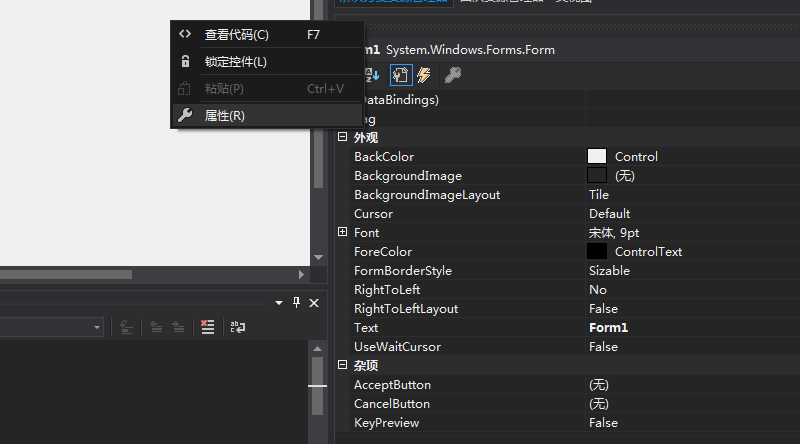 查看代码(C) F7
锁定控件(L)
粘贴(P) Ctrl+V
属性(R)
m1 System.Windows.Forms.Form
DataBindings)
ag
外观
BackColor Control
BackgroundImage (无)
BackgroundImageLayout Tile
Cursor Default
Font 宋体, 9pt
ForeColor ControlText
FormBorderStyle Sizable
RightToLeft No
RightToLeftLayout False
Text Form1
UseWaitCursor False
杂项
AcceptButton (无)
CancelButton (无)
KeyPreview False